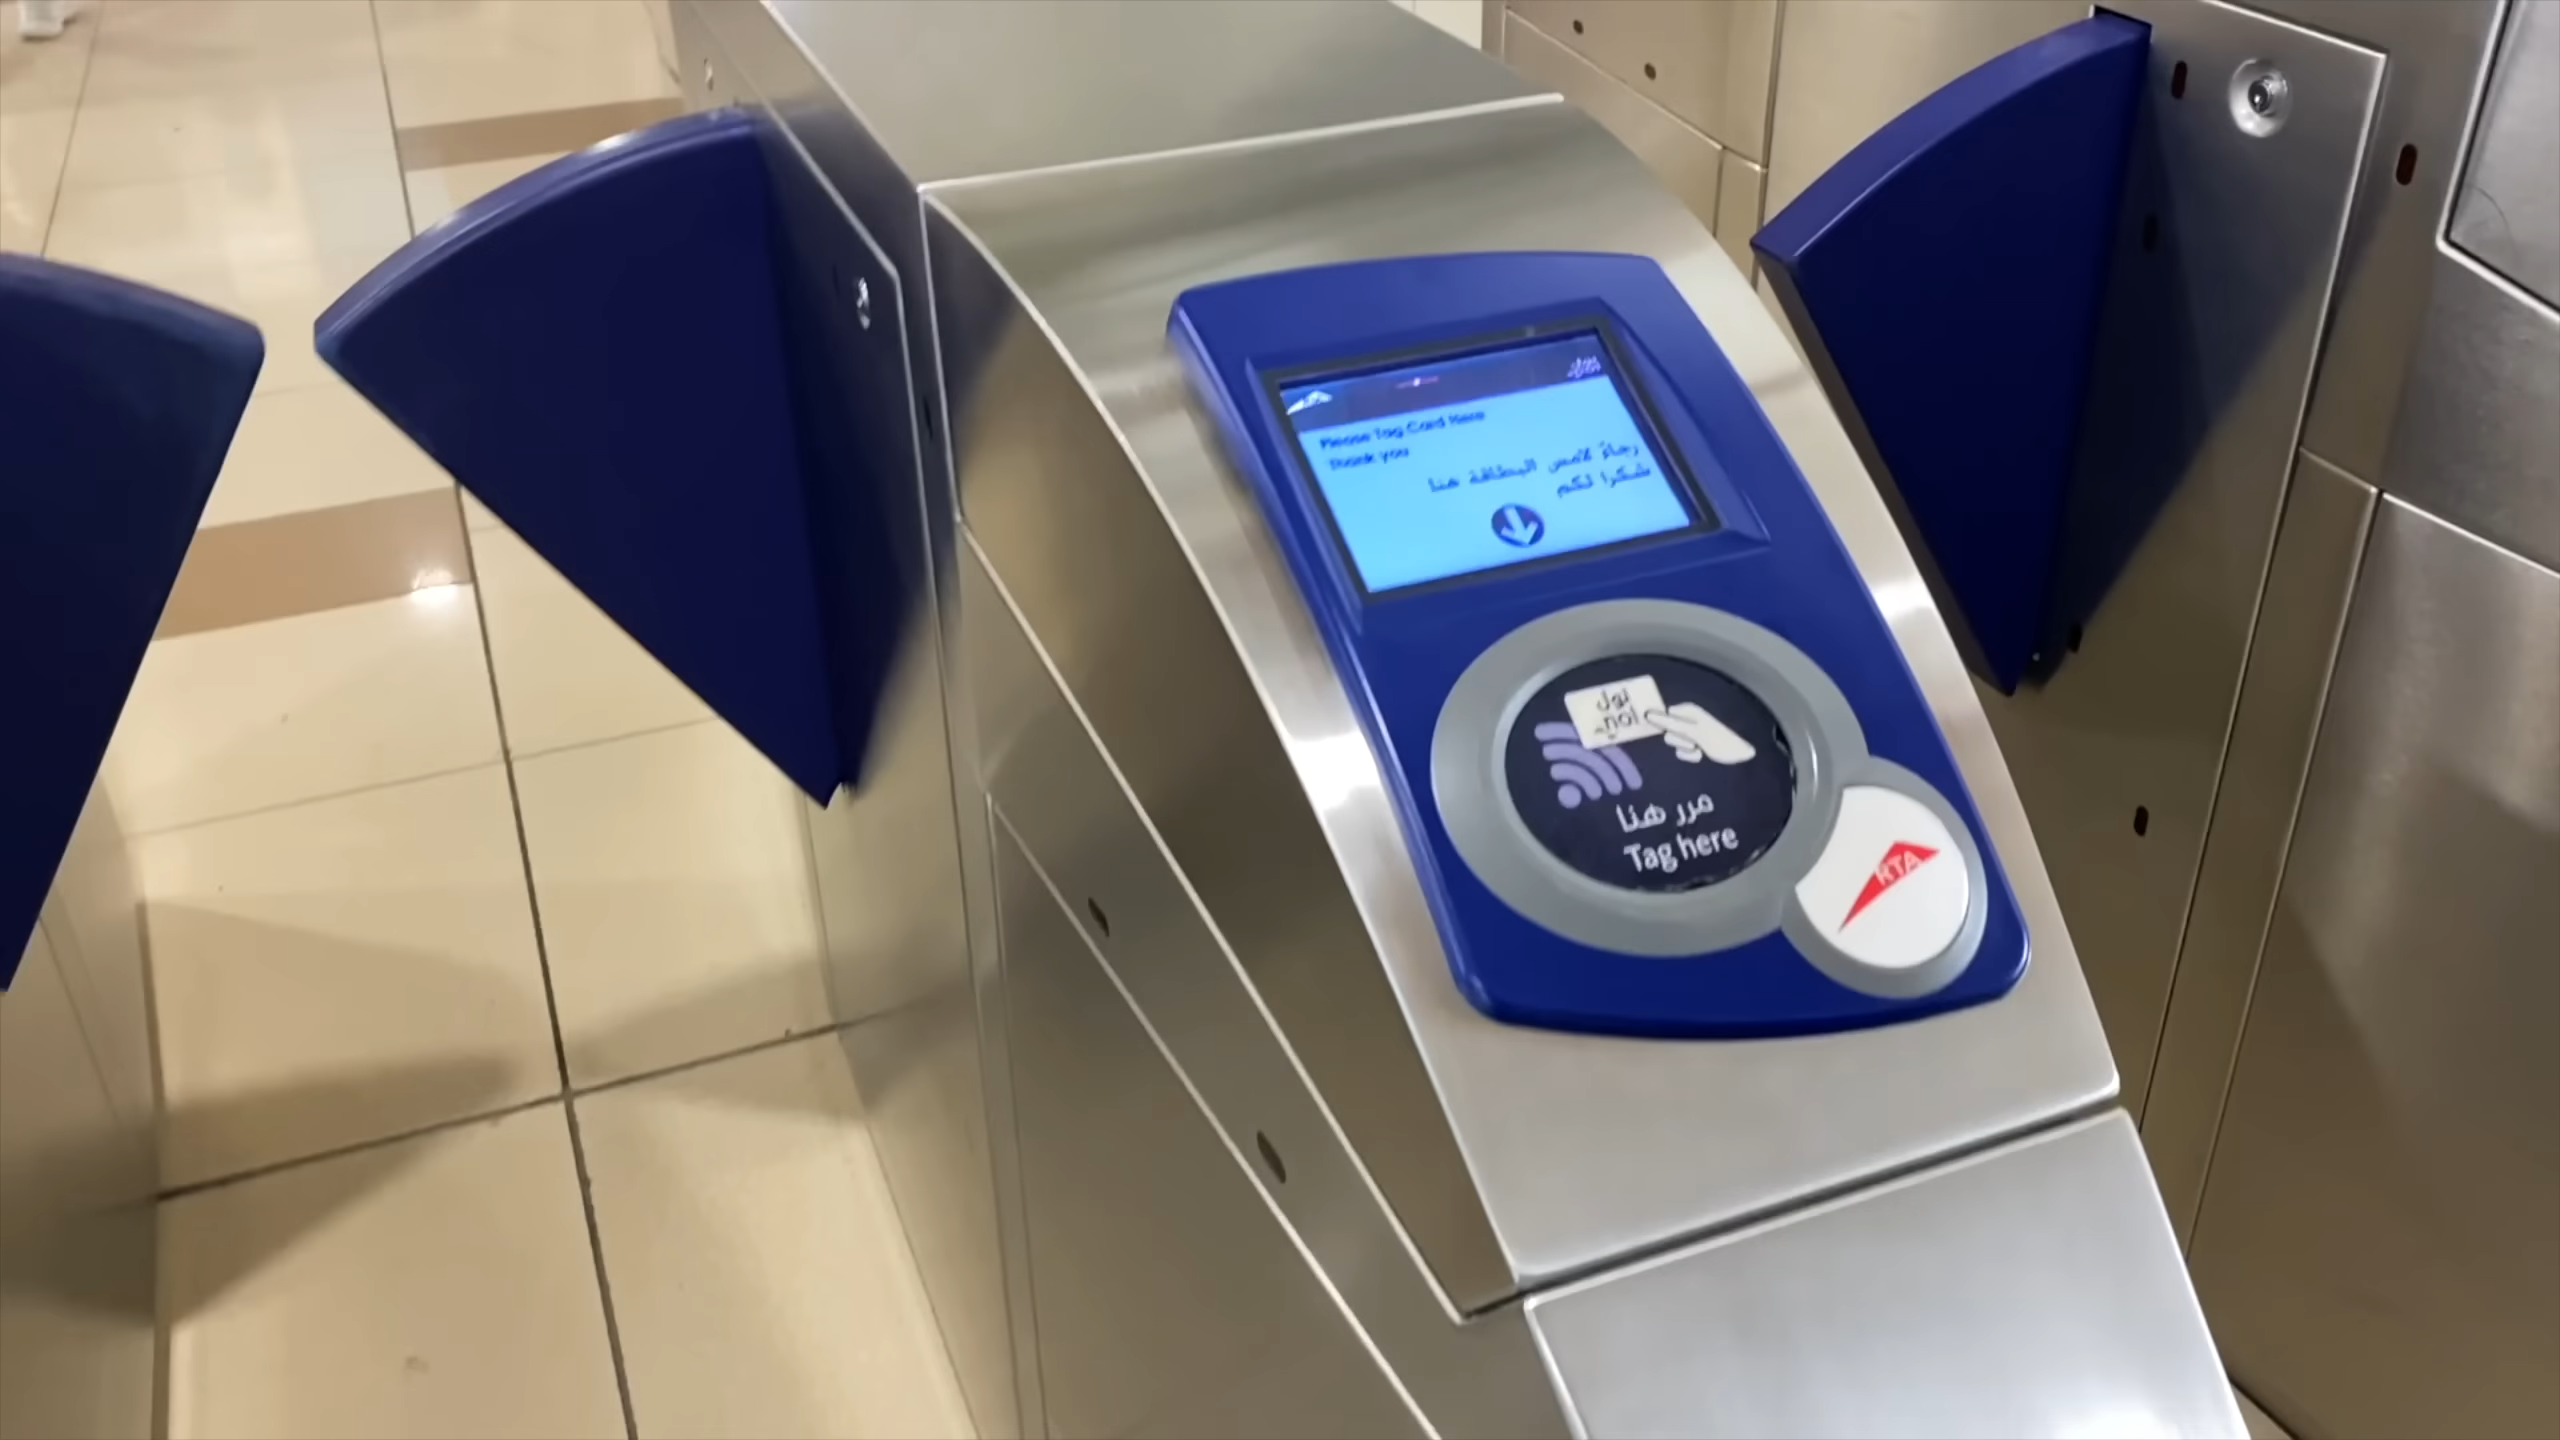 Please Tag Card Here
Thank you
رجاءً لامس البطاقة هنا
شكرا لكم
نول
nol
مرر هنا
Tag here
RTA